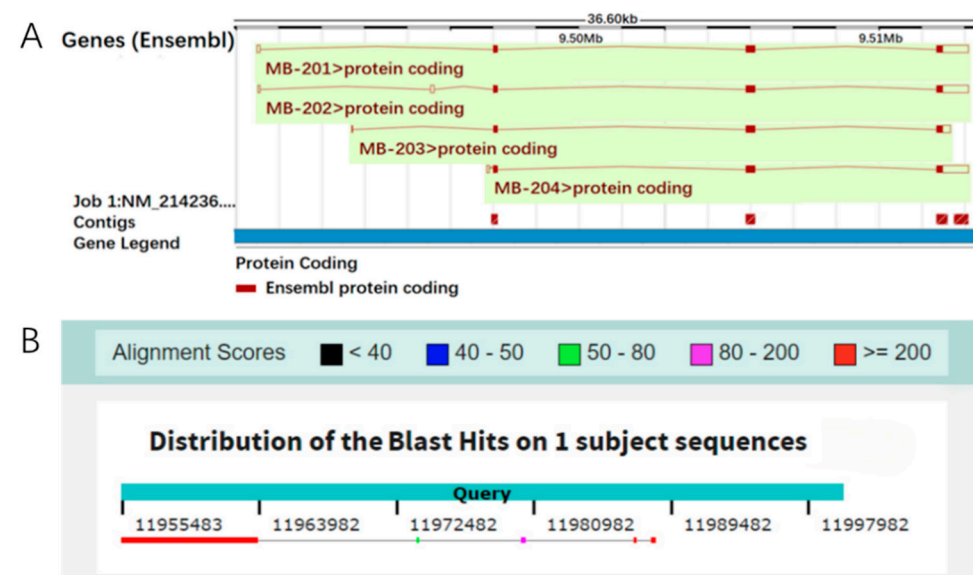 A
Genes (Ensembl)
36.60kb
9.50Mb
9.51Mb
MB-201>protein coding
MB-202>protein coding
MB-203>protein coding
MB-204>protein coding
Job 1:NM_214236....
Contigs
Gene Legend
Protein Coding
Ensembl protein coding
B
Alignment Scores < 40 40 - 50 50 - 80 80 - 200 >= 200
Distribution of the Blast Hits on 1 subject sequences
Query
11955483 11963982 11972482 11980982 11989482 11997982